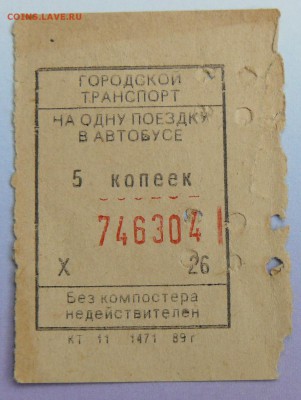 COINS.LAVE.RU
ГОРОДСКОЙ
ТРАНСПОРТ
НА ОДНУ ПОЕЗДКУ
В АВТОБУСЕ
5 копеек
746304
X 26
Без компостера
недействителен
КТ 11 1471 89г